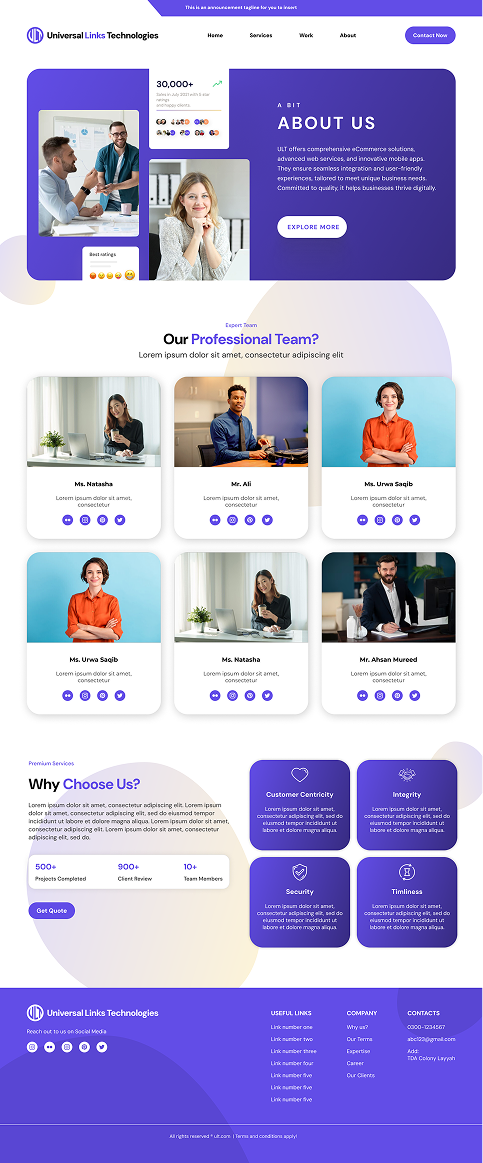 This is an announcement tagline for you to insert
Universal Links Technologies
Home
Services
Work
About
Contact Now
30,000+
Sales in July 2021 with 5 star
ratings
and happy clients.
Best ratings
A BIT
ABOUT US
ULT offers comprehensive eCommerce solutions,
advanced web services, and innovative mobile apps.
They ensure seamless integration and user-friendly
experiences, tailored to meet unique business needs.
Committed to quality, it helps businesses thrive digitally.
EXPLORE MORE
Expert Team
Our Professional Team?
Lorem ipsum dolor sit amet, consectetur adipiscing elit
Ms. Natasha
Lorem ipsum dolor sit amet,
consectetur
Mr. Ali
Lorem ipsum dolor sit amet,
consectetur
Ms. Urwa Saqib
Lorem ipsum dolor sit amet,
consectetur
Ms. Urwa Saqib
Lorem ipsum dolor sit amet,
consectetur
Ms. Natasha
Lorem ipsum dolor sit amet,
consectetur
Mr. Ahsan Mureed
Lorem ipsum dolor sit amet,
consectetur
Premium Services
Why Choose Us?
Lorem ipsum dolor sit amet, consectetur adipiscing elit. Lorem ipsum
dolor sit amet, consectetur adipiscing elit, sed do eiusmod tempor
incididunt ut labore et dolore magna. Lorem ipsum dolor sit amet,
consectetur adipiscing elit, sed do.
500+
Projects Completed
900+
Client Review
10+
Team Members
Get Quote
Customer Centricity
Lorem ipsum dolor sit amet,
consectetur adipiscing elit, sed do
eiusmod tempor incididunt ut
labore et dolore magna aliqua.
Integrity
Lorem ipsum dolor sit amet,
consectetur adipiscing elit, sed do
eiusmod tempor incididunt ut
labore et dolore magna aliqua.
Security
Lorem ipsum dolor sit amet,
consectetur adipiscing elit, sed do
eiusmod tempor incididunt ut
labore et dolore magna aliqua.
Timliness
Lorem ipsum dolor sit amet,
consectetur adipiscing elit, sed do
eiusmod tempor incididunt ut
labore et dolore magna aliqua.
Universal Links Technologies
Reach out to us on Social Media
USEFUL LINKS
Link number one
Link number two
Link number three
Link number four
Link number five
Link number five
Link number five
COMPANY
Why us?
Our Terms
Expertise
Career
Our Clients
CONTACTS
0300-1234567
abc123@gmail.com
Add:
TDA Colony Layyah
All rights reserved ® ult.com | Terms and conditions apply!